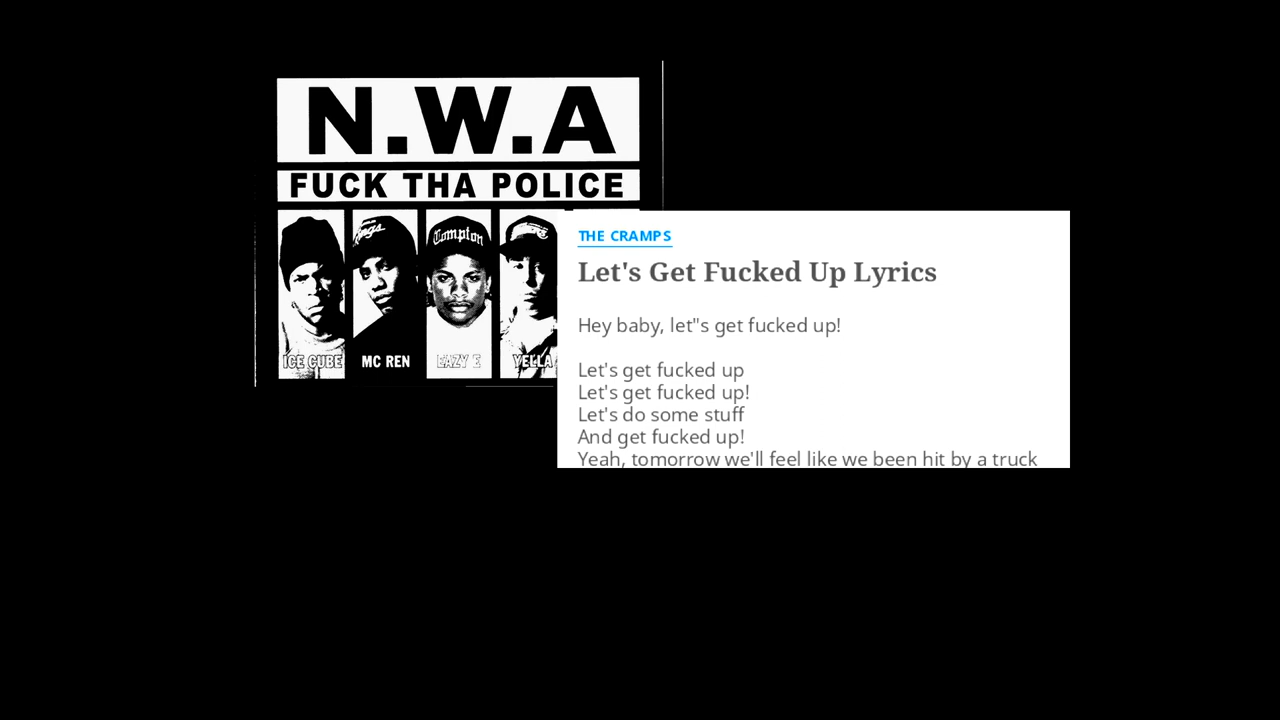 N.W.A
FUCK THA POLICE
ICE CUBE
MC REN
EAZY E
YELLA
THE CRAMPS
Let's Get Fucked Up Lyrics
Hey baby, let"s get fucked up!
Let's get fucked up
Let's get fucked up!
Let's do some stuff
And get fucked up!
Yeah, tomorrow we'll feel like we been hit by a truck